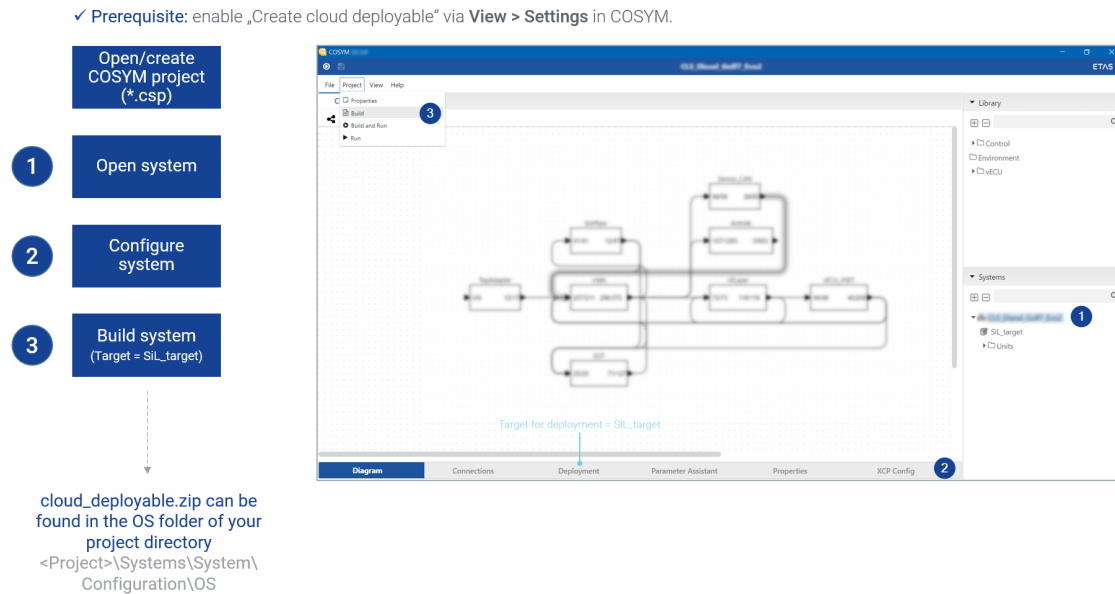 ✓ Prerequisite: enable „Create cloud deployable“ via View > Settings in COSYM.
Open/create
COSYM project
(*.csp)
1
Open system
2
Configure
system
3
Build system
(Target = SiL_target)
cloud_deployable.zip can be
found in the OS folder of your
project directory
<Project>\Systems\System\
Configuration\OS
COSYM
ETAS
File Project View Help
Properties
Build
3
Build and Run
Run
Library
Control
Environment
vECU
Systems
1
SiL_target
Units
Target for deployment = SiL_target
Diagram Connections Deployment Parameter Assistant Properties XCP Config 2